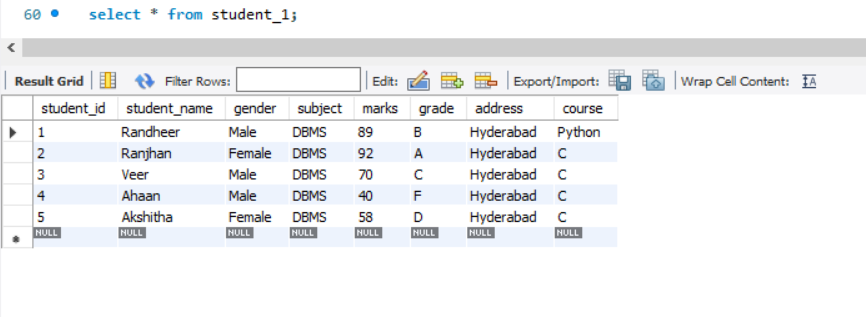 60 select * from student_1;
Result Grid Filter Rows: Edit: Export/Import: Wrap Cell Content: IA
student_id student_name gender subject marks grade address course
1 Randheer Male DBMS 89 B Hyderabad Python
2 Ranjhan Female DBMS 92 A Hyderabad C
3 Veer Male DBMS 70 C Hyderabad C
4 Ahaan Male DBMS 40 F Hyderabad C
5 Akshitha Female DBMS 58 D Hyderabad C
NULL NULL NULL NULL NULL NULL NULL NULL